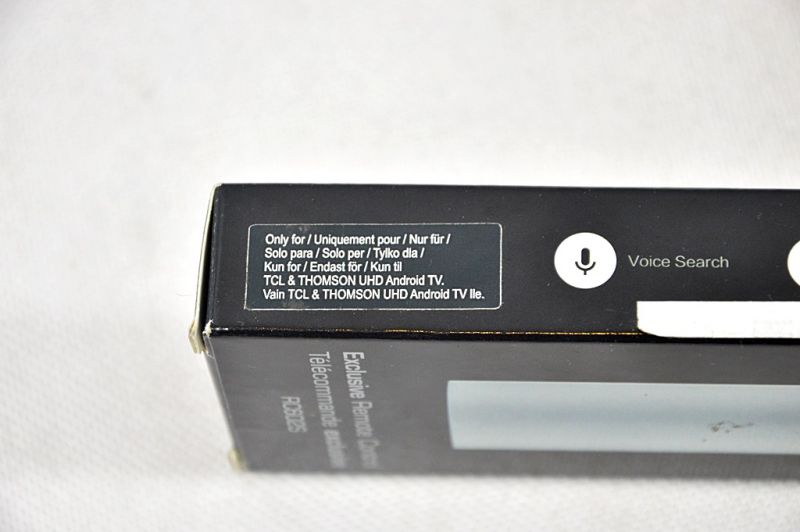 Only for / Uniquement pour / Nur für /
Solo para / Solo per / Tylko dla /
Kun for / Endast för / Kun til
TCL & THOMSON UHD Android TV.
Vain TCL & THOMSON UHD Android TV lle.
Voice Search
Exclusive Remote Control
Télécommande exclusive